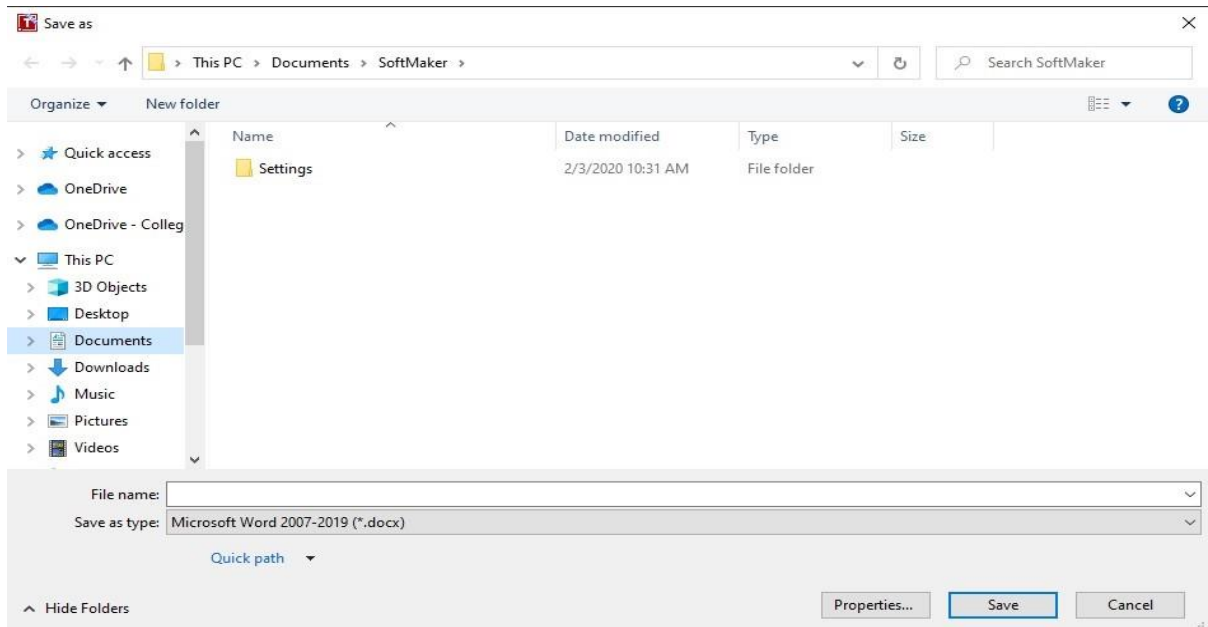 Save as
This PC > Documents > SoftMaker >
Search SoftMaker
Organize
New folder
?
Name
Date modified
Type
Size
Settings
2/3/2020 10:31 AM
File folder
Quick access
OneDrive
OneDrive - Colleg
This PC
3D Objects
Desktop
Documents
Downloads
Music
Pictures
Videos
File name:
Save as type: Microsoft Word 2007-2019 (*.docx)
Quick path
Hide Folders
Properties...
Save
Cancel